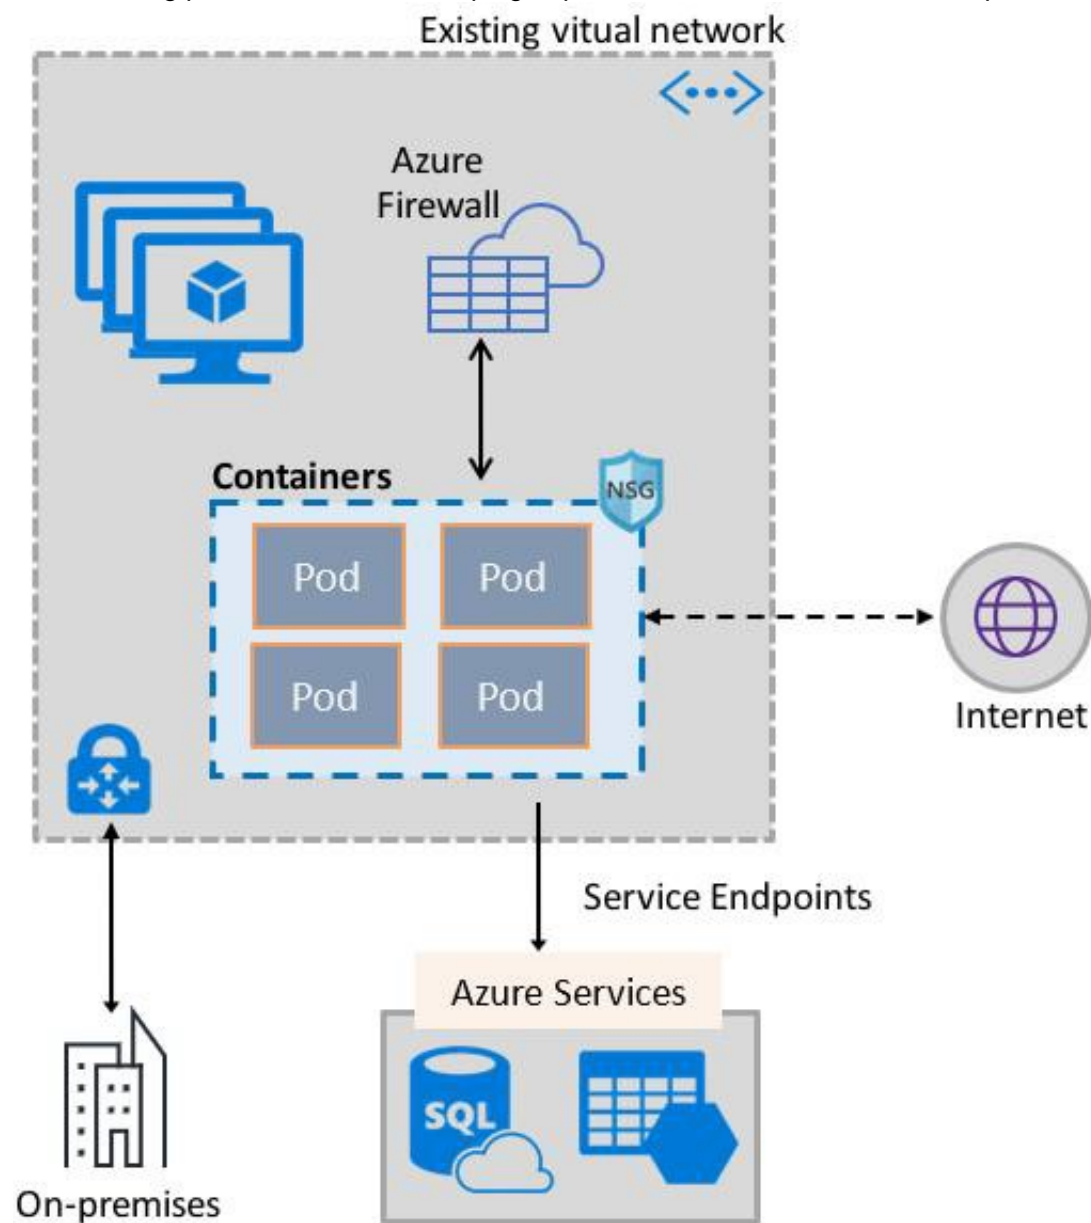 Existing vitual network
Azure
Firewall
Containers
NSG
Pod
Pod
Pod
Pod
Internet
Service Endpoints
Azure Services
SQL
On-premises